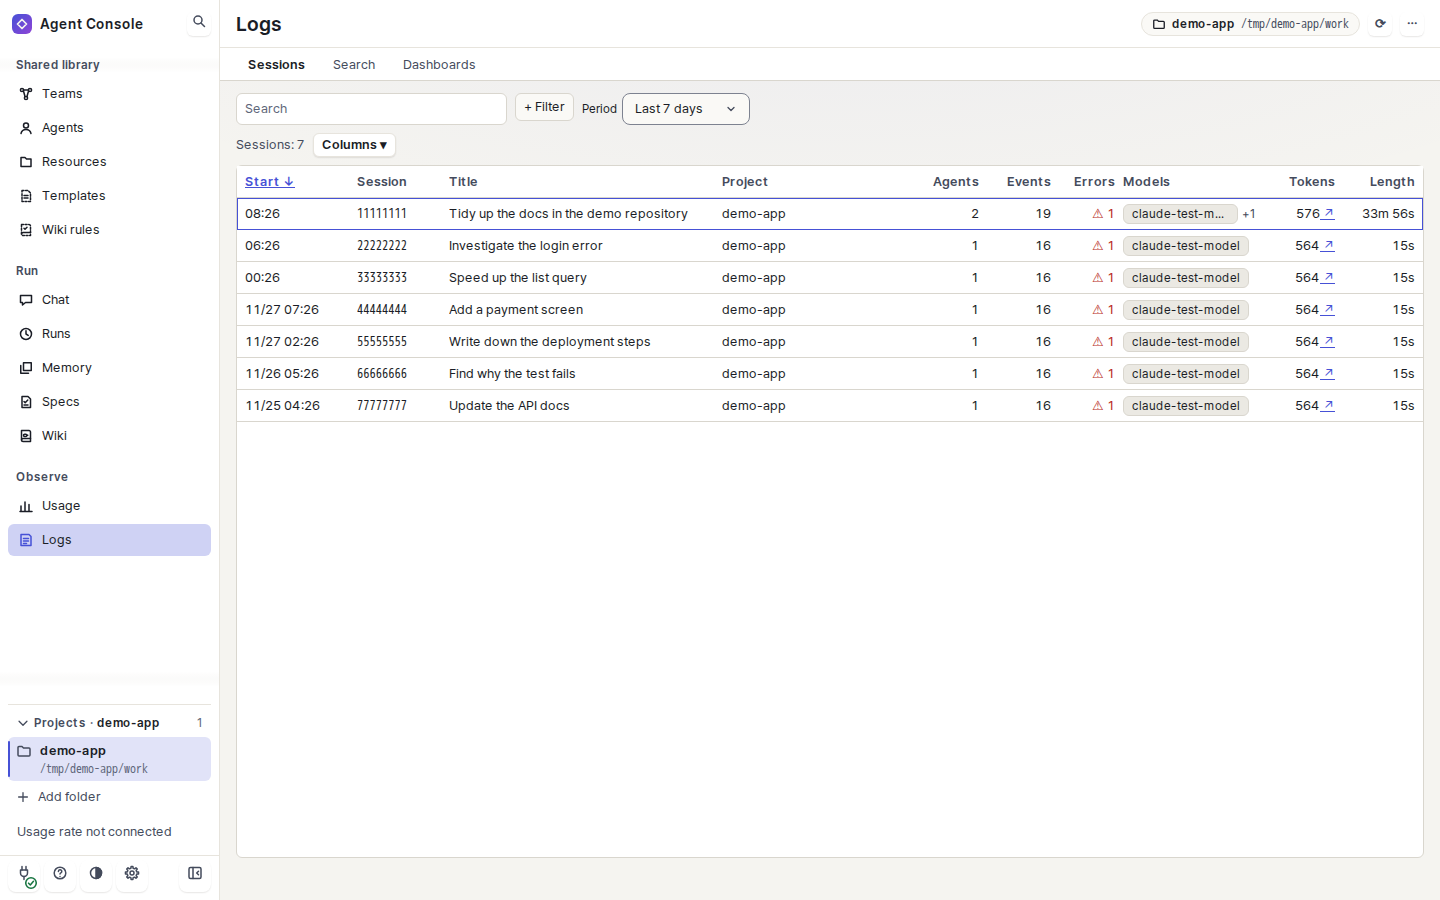 Agent Console
Shared library
Teams
Agents
Resources
Templates
Wiki rules
Run
Chat
Runs
Memory
Specs
Wiki
Observe
Usage
Logs
Projects · demo-app 1
demo-app
/tmp/demo-app/work
+ Add folder
Usage rate not connected
Logs
demo-app /tmp/demo-app/work
Sessions Search Dashboards
Search + Filter Period Last 7 days
Sessions: 7 Columns ▾
Start ↓ Session Title Project Agents Events Errors Models Tokens Length
08:26 11111111 Tidy up the docs in the demo repository demo-app 2 19 ⚠ 1 claude-test-m... +1 576 ↗ 33m 56s
06:26 22222222 Investigate the login error demo-app 1 16 ⚠ 1 claude-test-model 564 ↗ 15s
00:26 33333333 Speed up the list query demo-app 1 16 ⚠ 1 claude-test-model 564 ↗ 15s
11/27 07:26 44444444 Add a payment screen demo-app 1 16 ⚠ 1 claude-test-model 564 ↗ 15s
11/27 02:26 55555555 Write down the deployment steps demo-app 1 16 ⚠ 1 claude-test-model 564 ↗ 15s
11/26 05:26 66666666 Find why the test fails demo-app 1 16 ⚠ 1 claude-test-model 564 ↗ 15s
11/25 04:26 77777777 Update the API docs demo-app 1 16 ⚠ 1 claude-test-model 564 ↗ 15s